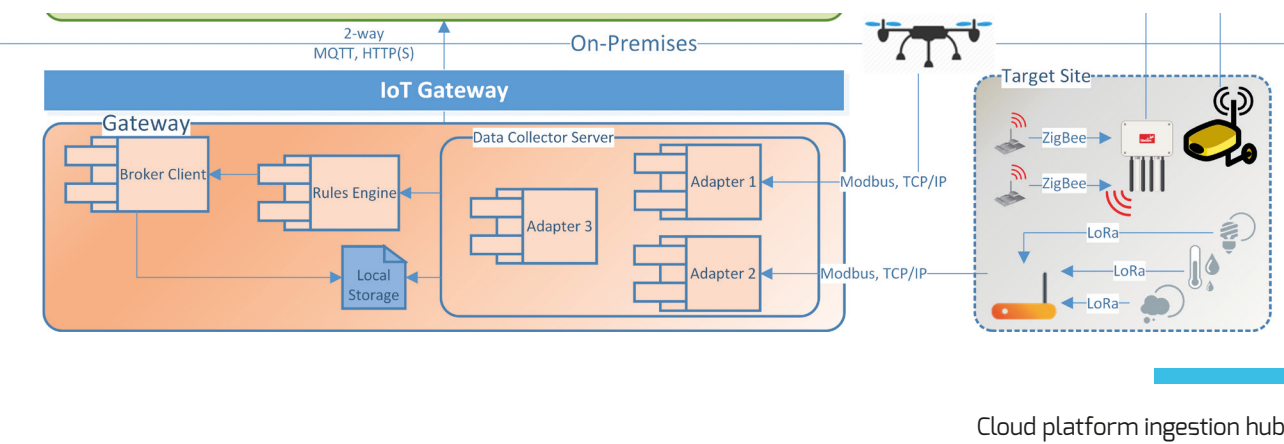 2-way
MQTT, HTTP(S)
On-Premises
IoT Gateway
Target Site
Gateway
Data Collector Server
ZigBee
Broker Client
Rules Engine
Adapter 1
Modbus, TCP/IP
ZigBee
Adapter 3
LoRa
Local
Storage
Adapter 2
Modbus, TCP/IP
LoRa
LoRa
Cloud platform ingestion hub